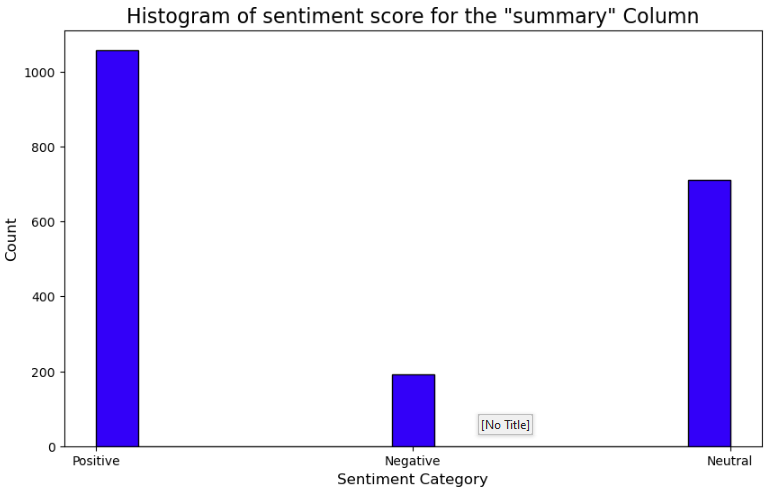 Histogram of sentiment score for the "summary" Column
Count
1000
800
600
400
200
0
[No Title]
Positive
Negative
Neutral
Sentiment Category